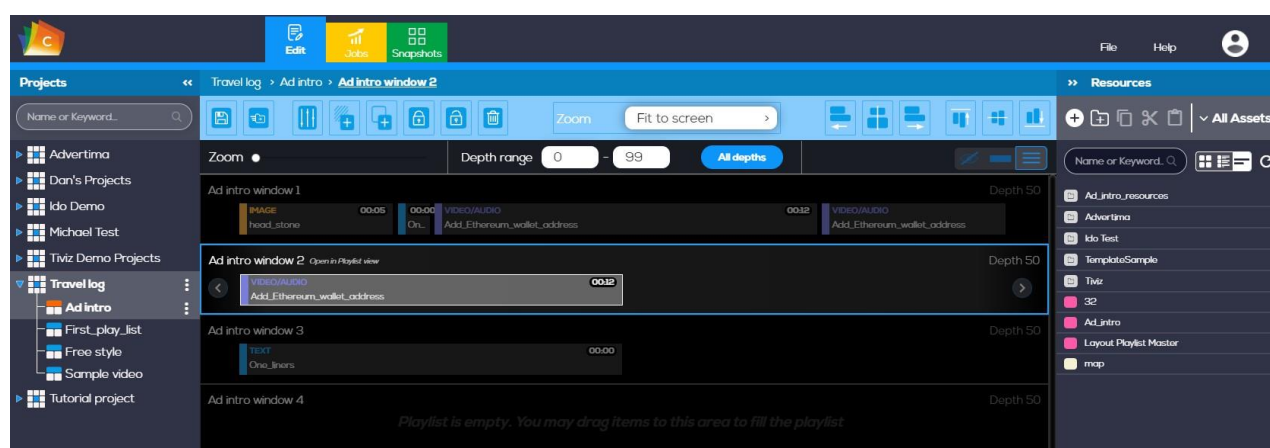 C
Edit
Jobs
Snapshots
File
Help
Projects
«
Travel log > Ad intro > Ad intro window 2
» Resources
Name or Keyword...
Zoom
Fit to screen >
All Assets
Zoom
Depth range 0 - 99
All depths
Name or Keyword.
Advertima
Dan's Projects
Ido Demo
Michael Test
Tiviz Demo Projects
Travel log
Ad intro
First_play_list
Free style
Sample video
Tutorial project
Ad intro window 1
Depth 50
IMAGE 00:05
head_stone
00:00
On...
VIDEO/AUDIO 00:12
Add_Ethereum_wallet_address
VIDEO/AUDIO
Add_Ethereum_wallet_address
Ad intro window 2 Open in Playlist view
Depth 50
VIDEO/AUDIO 00:12
Add_Ethereum_wallet_address
Ad intro window 3
Depth 50
TEXT 00:00
One_liners
Ad intro window 4
Depth 50
Playlist is empty. You may drag items to this area to fill the playlist
Ad_intro_resources
Advertima
Ido Test
TemplateSample
Tiviz
32
Ad_intro
Layout Playlist Master
map